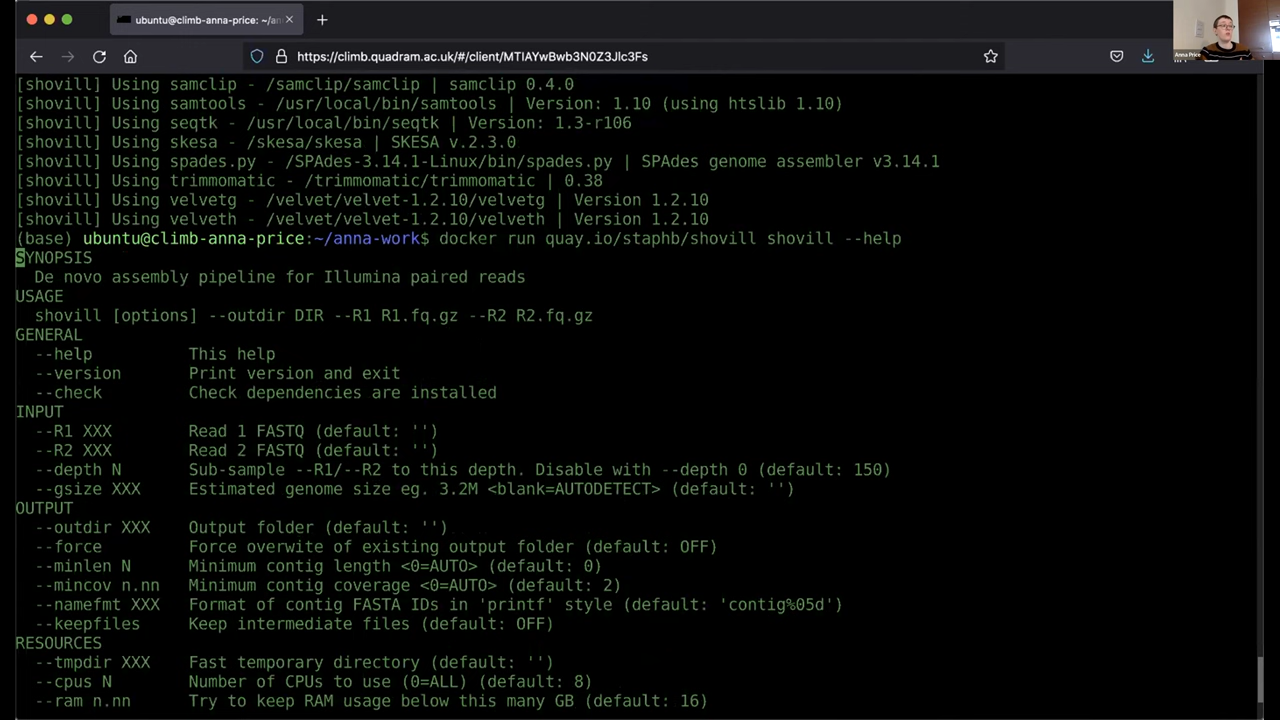 ubuntu@climb-anna-price: ~/an
https://climb.quadram.ac.uk/#/client/MTlAYwBwb3N0Z3Jlc3Fs
Anna Price
[shovill] Using samclip - /samclip/samclip | samclip 0.4.0
[shovill] Using samtools - /usr/local/bin/samtools | Version: 1.10 (using htslib 1.10)
[shovill] Using seqtk - /usr/local/bin/seqtk | Version: 1.3-r106
[shovill] Using skesa - /skesa/skesa | SKESA v.2.3.0
[shovill] Using spades.py - /SPAdes-3.14.1-Linux/bin/spades.py | SPAdes genome assembler v3.14.1
[shovill] Using trimmomatic - /trimmomatic/trimmomatic | 0.38
[shovill] Using velvetg - /velvet/velvet-1.2.10/velvetg | Version 1.2.10
[shovill] Using velveth - /velvet/velvet-1.2.10/velveth | Version 1.2.10
(base) ubuntu@climb-anna-price:~/anna-work$ docker run quay.io/staphb/shovill shovill --help
SYNOPSIS
De novo assembly pipeline for Illumina paired reads
USAGE
shovill [options] --outdir DIR --R1 R1.fq.gz --R2 R2.fq.gz
GENERAL
--help This help
--version Print version and exit
--check Check dependencies are installed
INPUT
--R1 XXX Read 1 FASTQ (default: '')
--R2 XXX Read 2 FASTQ (default: '')
--depth N Sub-sample --R1/--R2 to this depth. Disable with --depth 0 (default: 150)
--gsize XXX Estimated genome size eg. 3.2M <blank=AUTODETECT> (default: '')
OUTPUT
--outdir XXX Output folder (default: '')
--force Force overwite of existing output folder (default: OFF)
--minlen N Minimum contig length <0=AUTO> (default: 0)
--mincov n.nn Minimum contig coverage <0=AUTO> (default: 2)
--namefmt XXX Format of contig FASTA IDs in 'printf' style (default: 'contig%05d')
--keepfiles Keep intermediate files (default: OFF)
RESOURCES
--tmpdir XXX Fast temporary directory (default: '')
--cpus N Number of CPUs to use (0=ALL) (default: 8)
--ram n.nn Try to keep RAM usage below this many GB (default: 16)